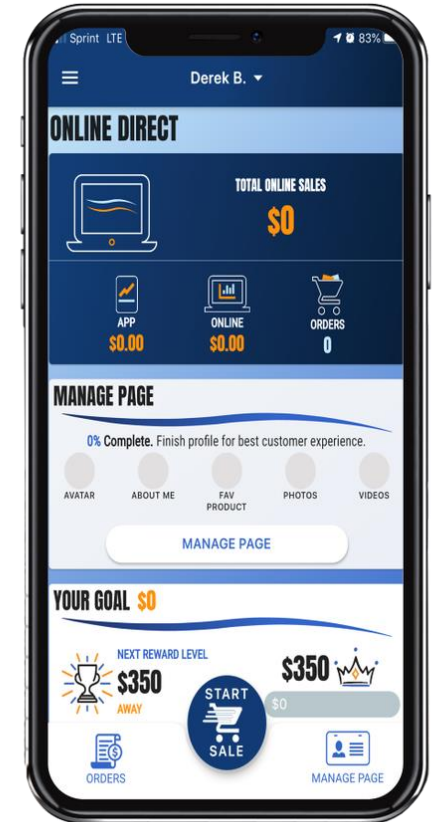 Sprint LTE 83%
Derek B.
ONLINE DIRECT
TOTAL ONLINE SALES
$0
APP
$0.00
ONLINE
$0.00
ORDERS
0
MANAGE PAGE
0% Complete. Finish profile for best customer experience.
AVATAR
ABOUT ME
FAV
PRODUCT
PHOTOS
VIDEOS
MANAGE PAGE
YOUR GOAL $0
NEXT REWARD LEVEL
$350
AWAY
$350
$0
START
SALE
ORDERS
MANAGE PAGE